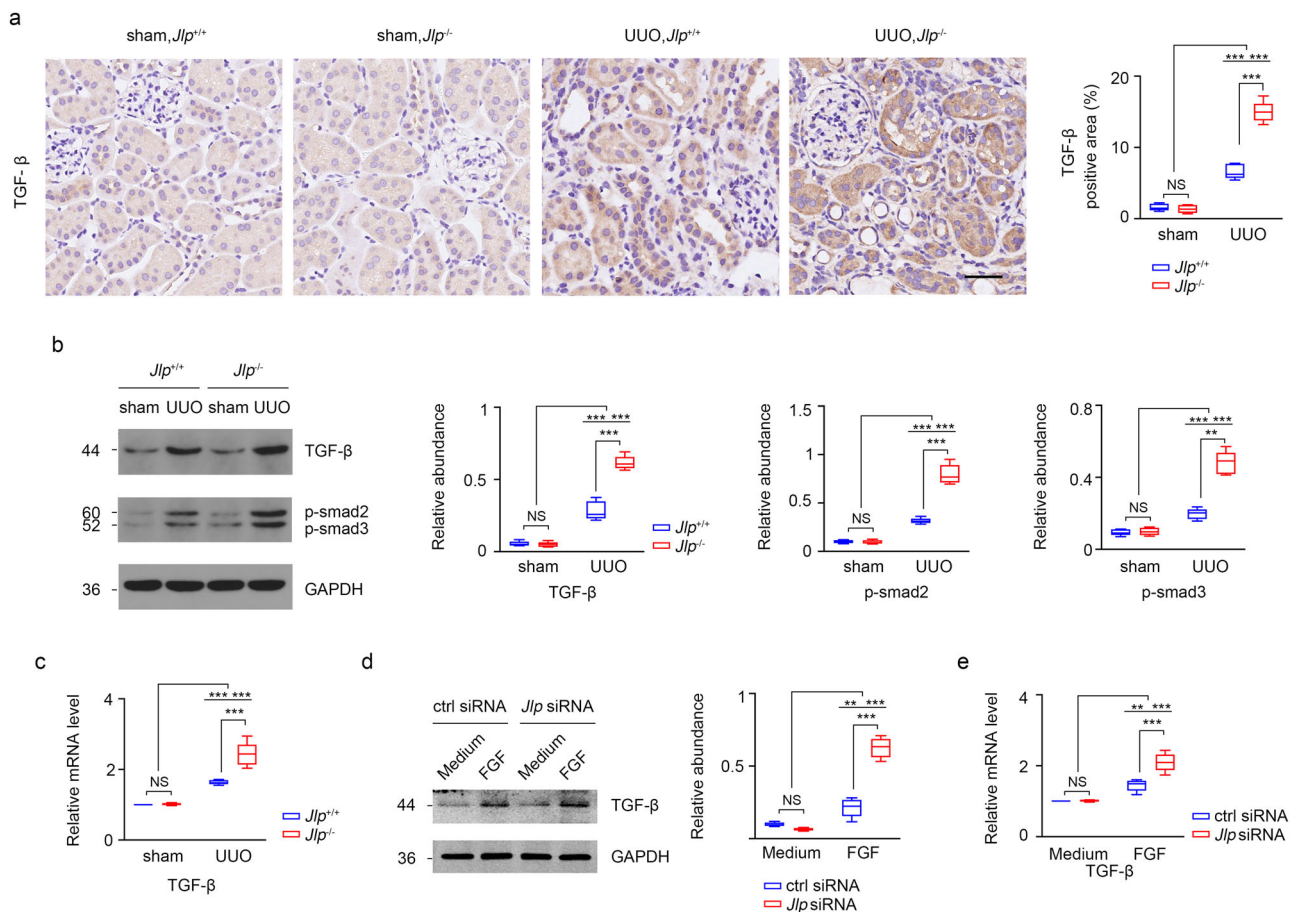 a
sham,Jlp+/+
sham,Jlp-/-
UUO,Jlp+/+
UUO,Jlp-/-
TGF- β
TGF-β
positive area (%)
20
10
0
*** ***
***
NS
sham
UUO
Jlp+/+
Jlp-/-
b
Jlp+/+
Jlp-/-
sham UUO sham UUO
44
TGF-β
60
p-smad2
52
p-smad3
36
GAPDH
Relative abundance
1
0.5
0
*** ***
***
NS
sham
UUO
TGF-β
Jlp+/+
Jlp-/-
Relative abundance
1.5
1
0.5
0
*** ***
***
NS
sham
UUO
p-smad2
Relative abundance
0.8
0.4
0
*** ***
**
NS
sham
UUO
p-smad3
c
Relative mRNA level
4
2
0
*** ***
***
NS
sham
UUO
TGF-β
Jlp+/+
Jlp-/-
d
ctrl siRNA
Jlp siRNA
Medium
FGF
Medium
FGF
44
TGF-β
36
GAPDH
Relative abundance
1
0.5
0
** ***
***
NS
Medium
FGF
ctrl siRNA
Jlp siRNA
e
Relative mRNA level
4
2
0
** ***
***
NS
Medium
FGF
TGF-β
ctrl siRNA
Jlp siRNA